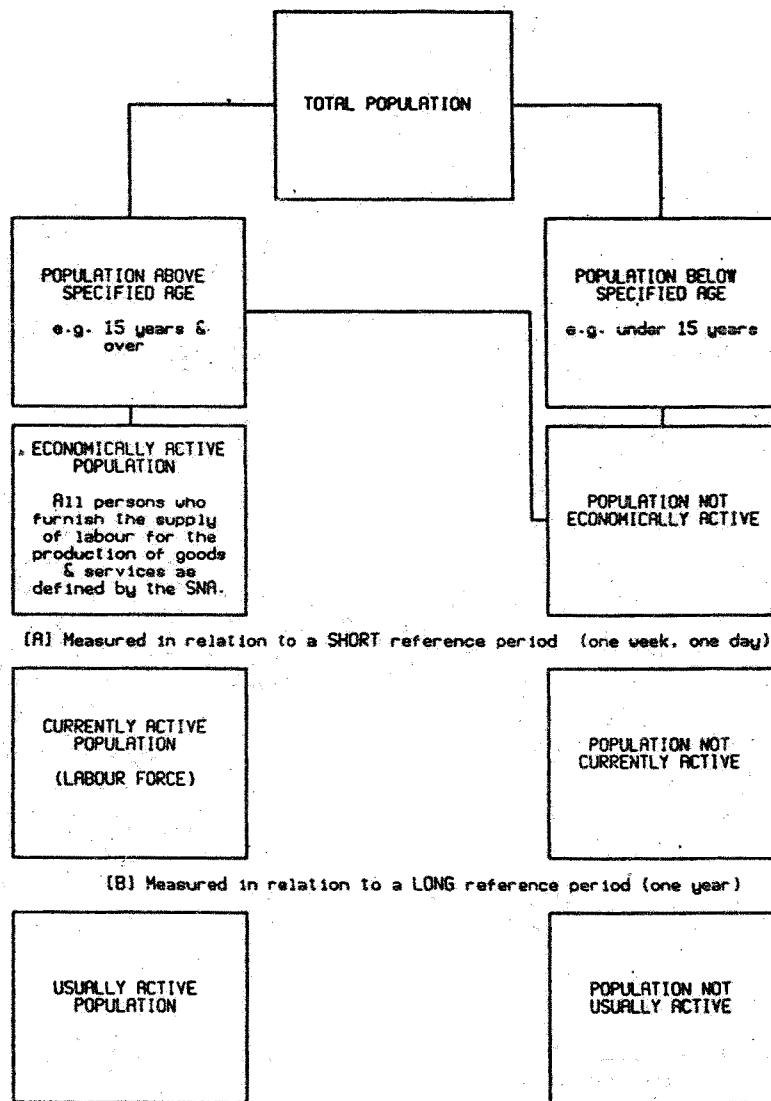 TOTAL POPULATION
POPULATION ABOVE
SPECIFIED AGE
e.g. 15 years &
over
POPULATION BELOW
SPECIFIED AGE
e.g. under 15 years
ECONOMICALLY ACTIVE
POPULATION
All persons who
furnish the supply
of labour for the
production of goods
& services as
defined by the SNA.
POPULATION NOT
ECONOMICALLY ACTIVE
[A] Measured in relation to a SHORT reference period (one week, one day)
CURRENTLY ACTIVE
POPULATION
(LABOUR FORCE)
POPULATION NOT
CURRENTLY ACTIVE
[B] Measured in relation to a LONG reference period (one year)
USUALLY ACTIVE
POPULATION
POPULATION NOT
USUALLY ACTIVE